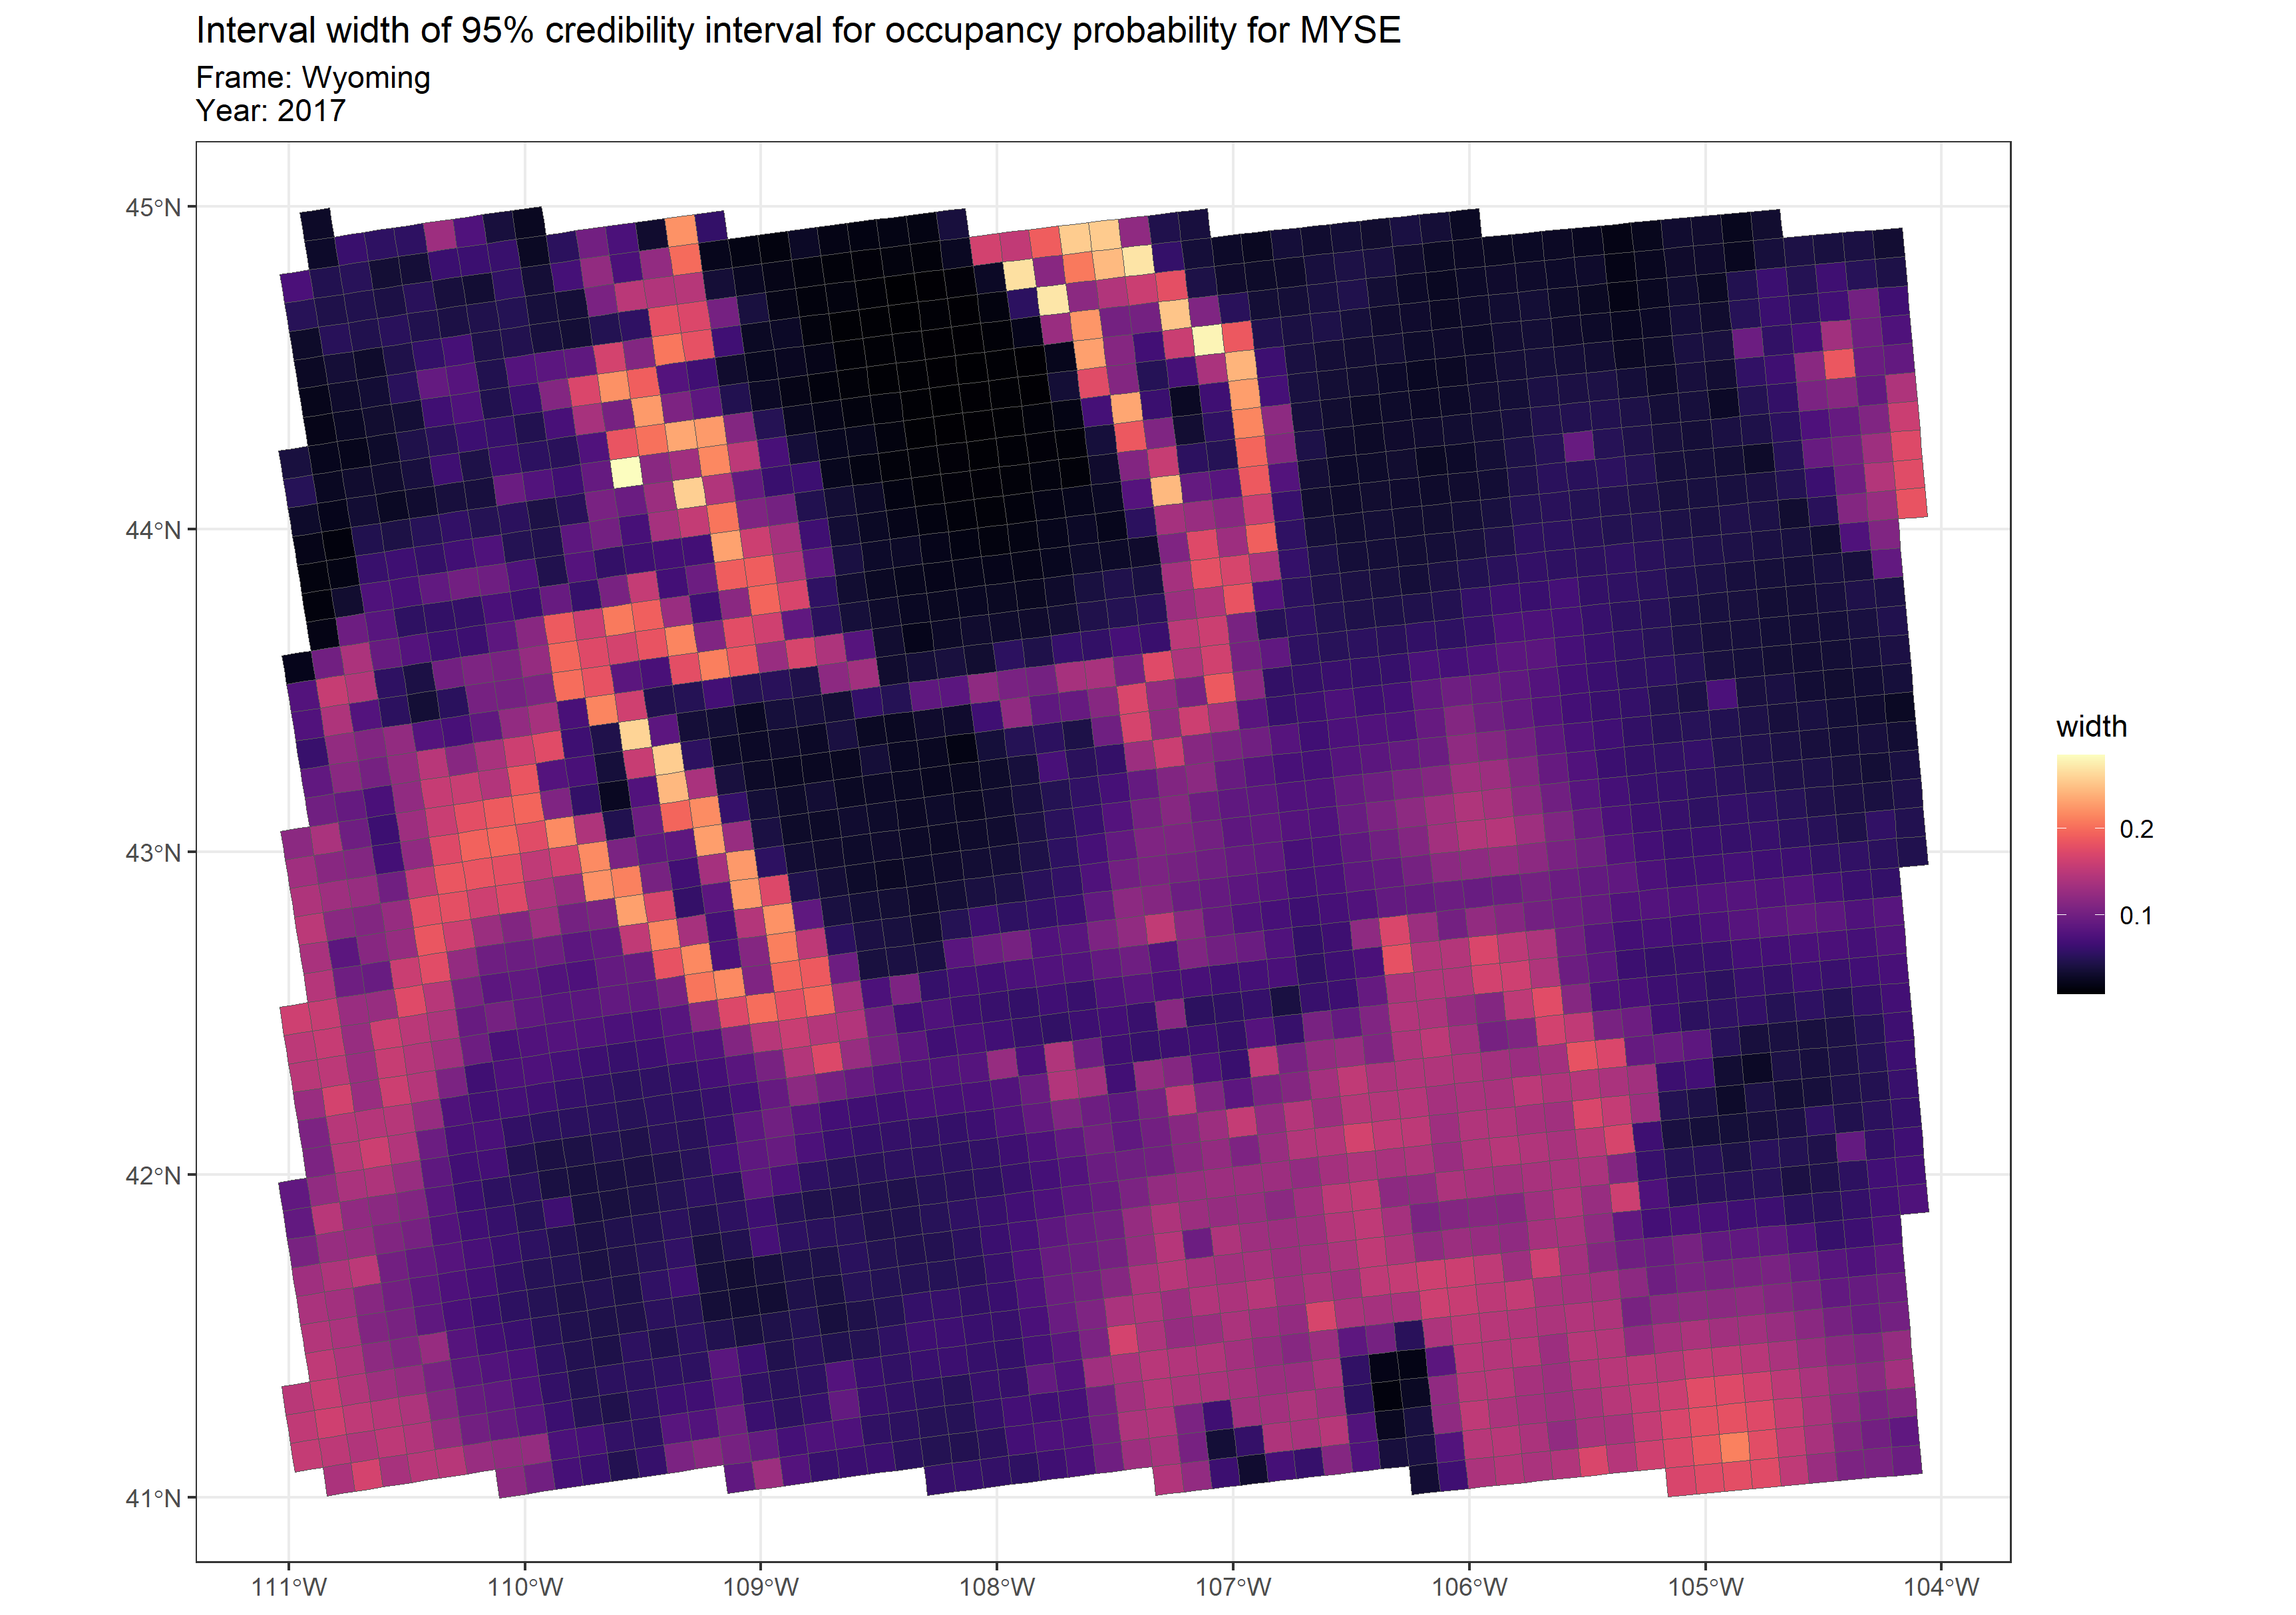 Interval width of 95% credibility interval for occupancy probability for MYSE
Frame: Wyoming
Year: 2017
45°N
44°N
43°N
42°N
41°N
111°W 110°W 109°W 108°W 107°W 106°W 105°W 104°W
width
0.2
0.1